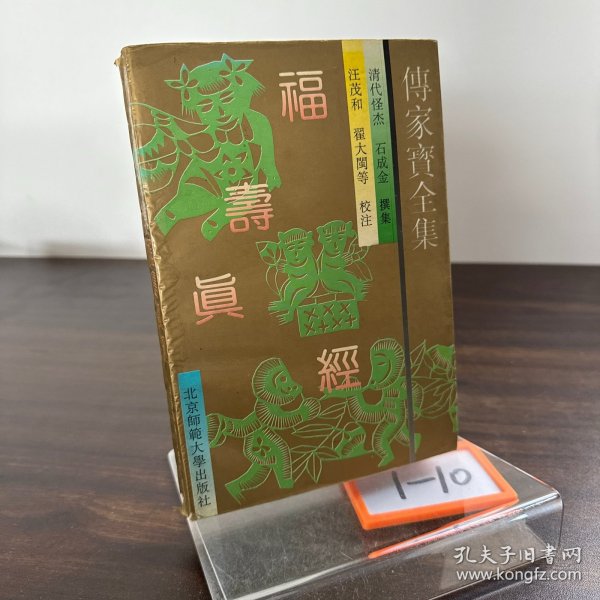 傳家寶全集
清代怪杰 石成金 撰集
汪茂和 翟大閩等 校注
福壽眞經
北京師範大學出版社
1-10
孔夫子旧书网
www.kongfz.com